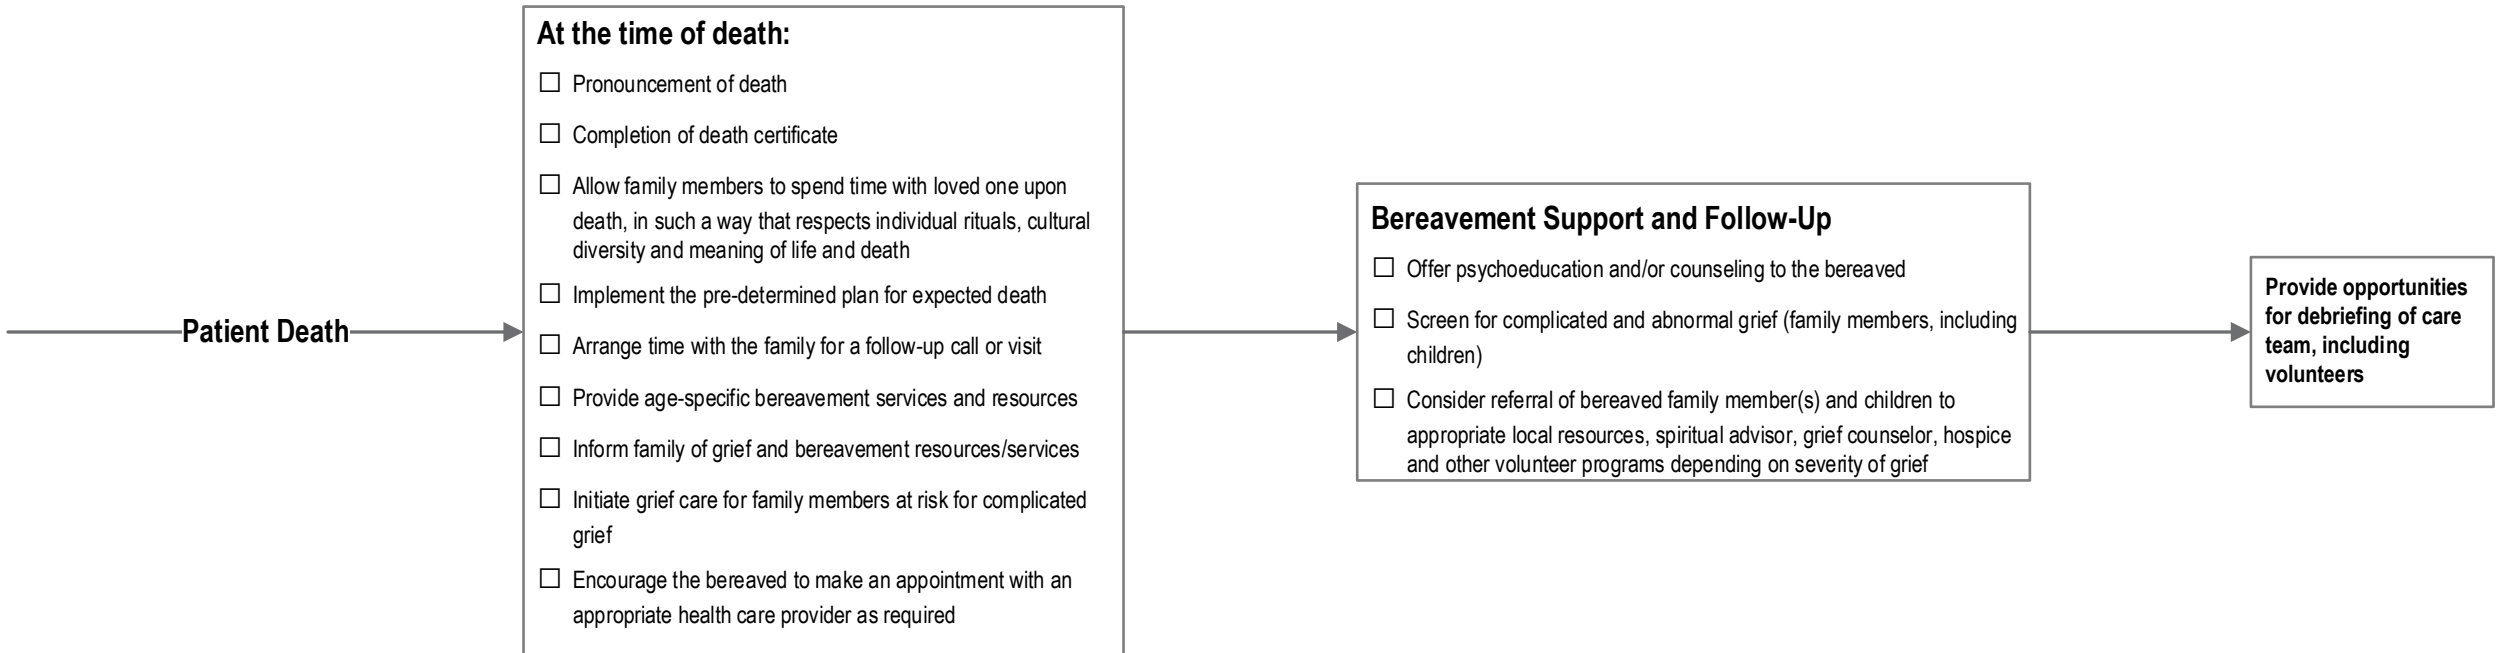 Patient Death
At the time of death:
☐ Pronouncement of death
☐ Completion of death certificate
☐ Allow family members to spend time with loved one upon
death, in such a way that respects individual rituals, cultural
diversity and meaning of life and death
☐ Implement the pre-determined plan for expected death
☐ Arrange time with the family for a follow-up call or visit
☐ Provide age-specific bereavement services and resources
☐ Inform family of grief and bereavement resources/services
☐ Initiate grief care for family members at risk for complicated
grief
☐ Encourage the bereaved to make an appointment with an
appropriate health care provider as required
Bereavement Support and Follow-Up
☐ Offer psychoeducation and/or counseling to the bereaved
☐ Screen for complicated and abnormal grief (family members, including
children)
☐ Consider referral of bereaved family member(s) and children to
appropriate local resources, spiritual advisor, grief counselor, hospice
and other volunteer programs depending on severity of grief
Provide opportunities
for debriefing of care
team, including
volunteers